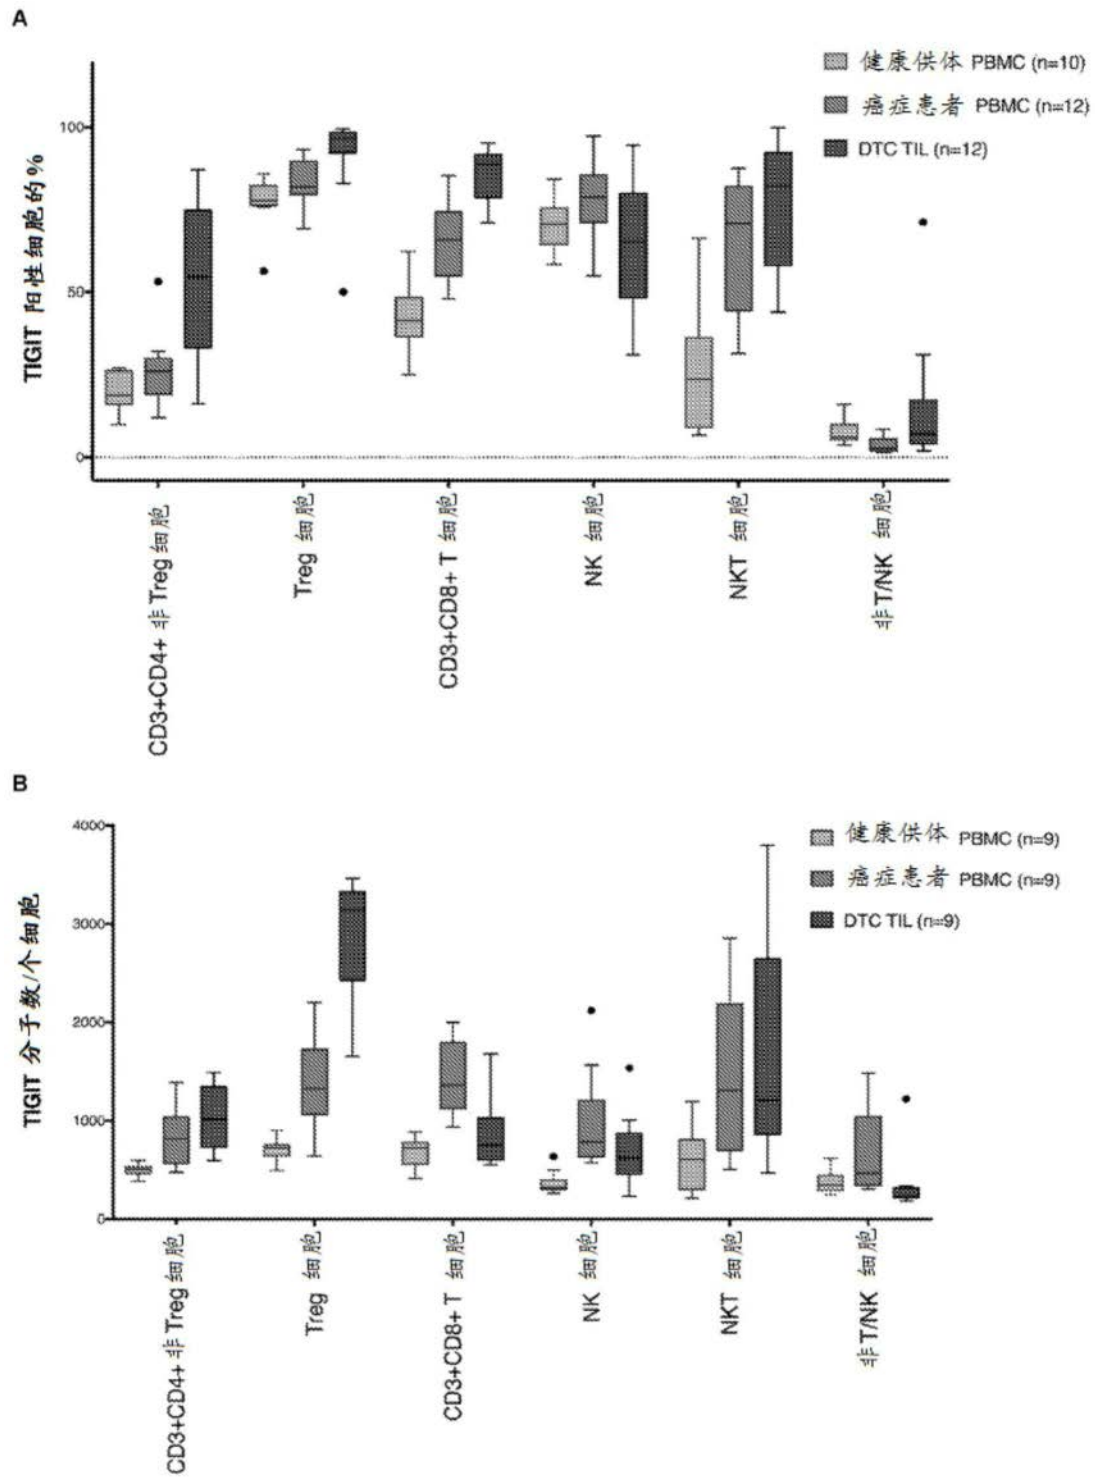 A
健康供体 PBMC (n=10)
癌症患者 PBMC (n=12)
DTC TIL (n=12)
TIGIT 阳性细胞的 %
100
50
0
CD3+CD4+ 非 Treg 细胞
Treg 细胞
CD3+CD8+ T 细胞
NK 细胞
NKT 细胞
非T/NK 细胞
B
健康供体 PBMC (n=9)
癌症患者 PBMC (n=9)
DTC TIL (n=9)
TIGIT 分子数/个细胞
4000
3000
2000
1000
0
CD3+CD4+ 非 Treg 细胞
Treg 细胞
CD3+CD8+ T 细胞
NK 细胞
NKT 细胞
非T/NK 细胞